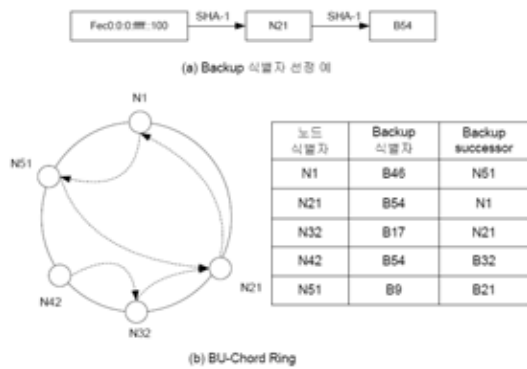 Fec0:0:0:ffff::100
SHA-1
N21
SHA-1
B54
(a) Backup 식별자 선정 예
N1
N51
N42
N32
N21
노드 식별자
Backup 식별자
Backup successor
N1 B46 N51
N21 B54 N1
N32 B17 N21
N42 B54 B32
N51 B9 B21
(b) BU-Chord Ring